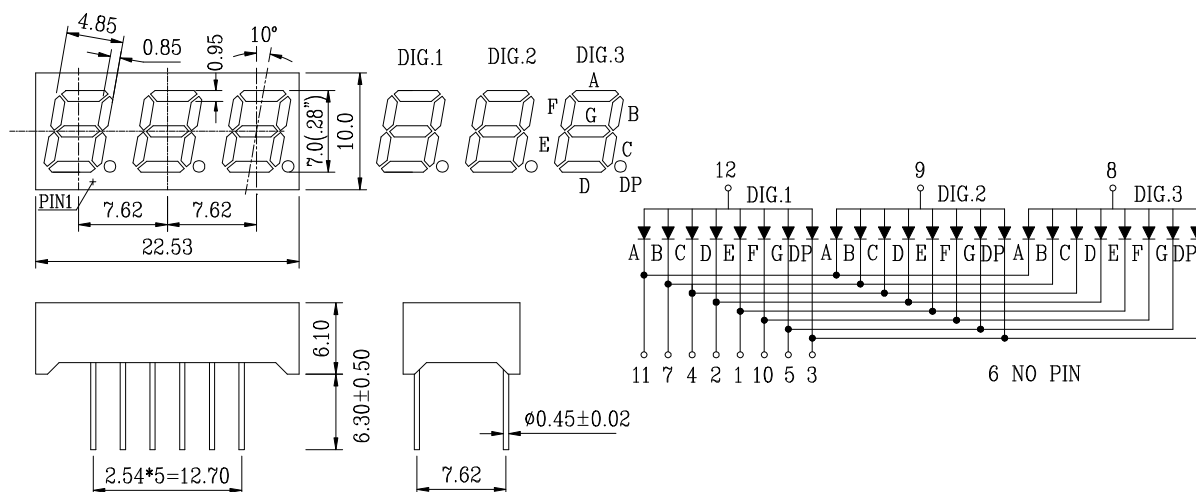 4.85
0.85
0.95
10°
DIG.1 DIG.2 DIG.3
A
F
B
G
E
C
D
DP
7.0(.28")
10.0
PIN1
7.62 7.62
22.53
12 9 8
DIG.1 DIG.2 DIG.3
A B C D E F G DP A B C D E F G DP A B C D E F G DP
11 7 4 2 1 10 5 3
6 NO PIN
6.10
6.30±0.50
2.54*5=12.70
ø0.45±0.02
7.62